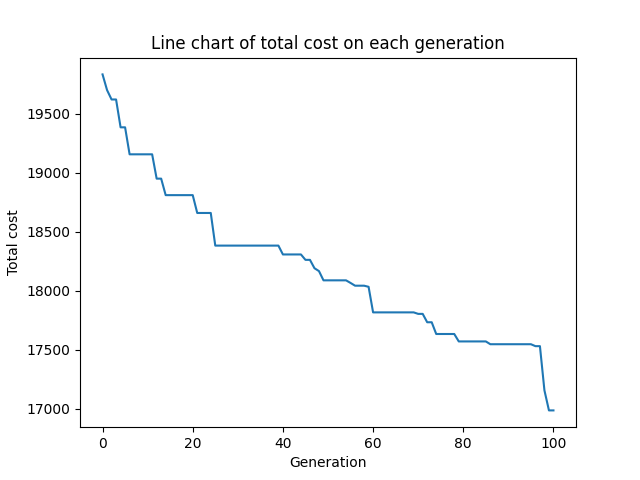 Line chart of total cost on each generation
19500
19000
18500
18000
17500
17000
Total cost
0 20 40 60 80 100
Generation